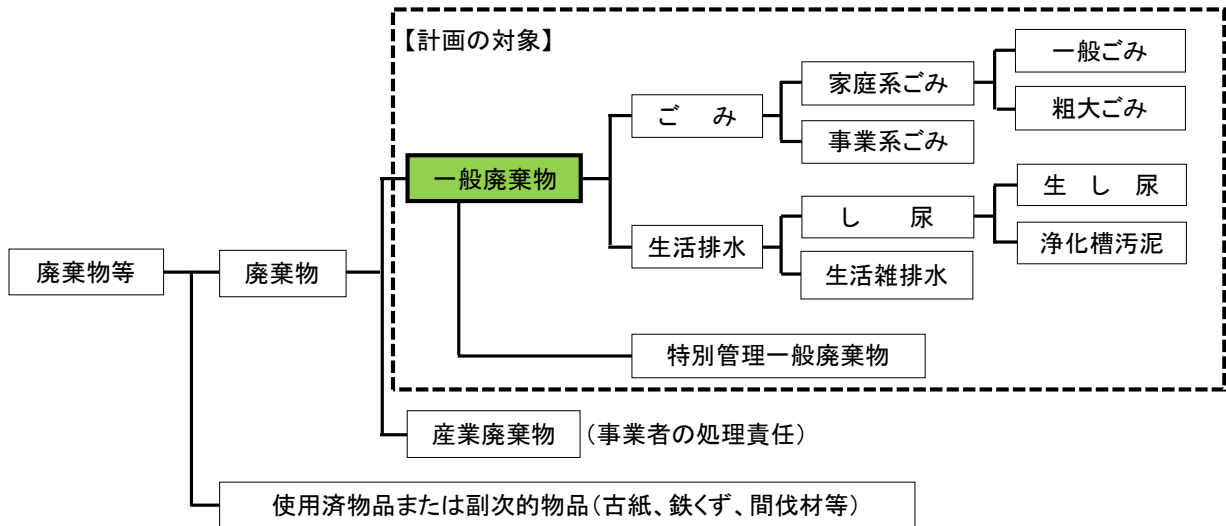 【計画の対象】
一般ごみ
家庭系ごみ
粗大ごみ
ご み
事業系ごみ
一般廃棄物
生 し 尿
し 尿
浄化槽汚泥
生活排水
生活雑排水
廃棄物等
廃棄物
特別管理一般廃棄物
産業廃棄物 (事業者の処理責任)
使用済物品または副次的物品(古紙、鉄くず、間伐材等)